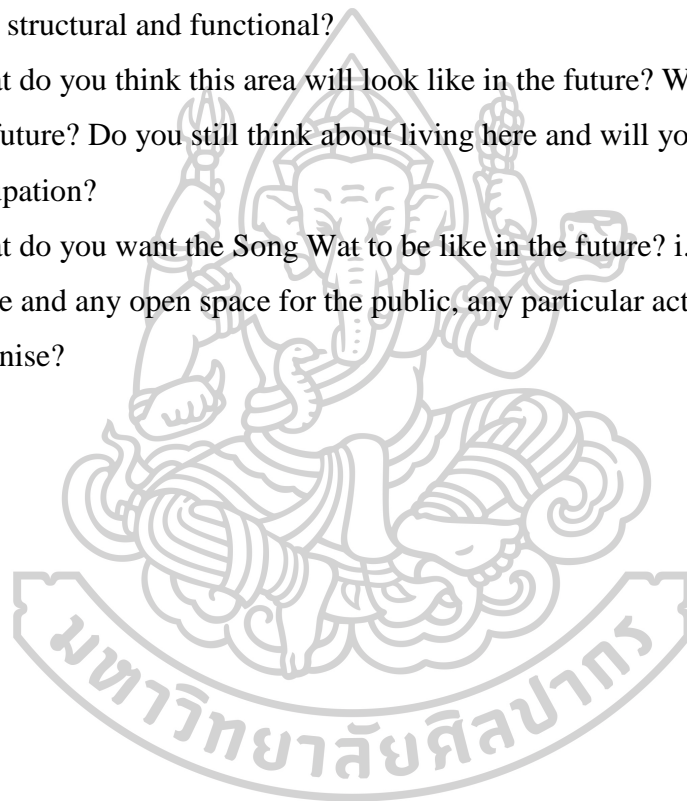 structural and functional?
at do you think this area will look like in the future? W
future? Do you still think about living here and will yo
ipation?
at do you want the Song Wat to be like in the future? i.
e and any open space for the public, any particular act
nise?
มหาวิทยาลัยศิลปากร